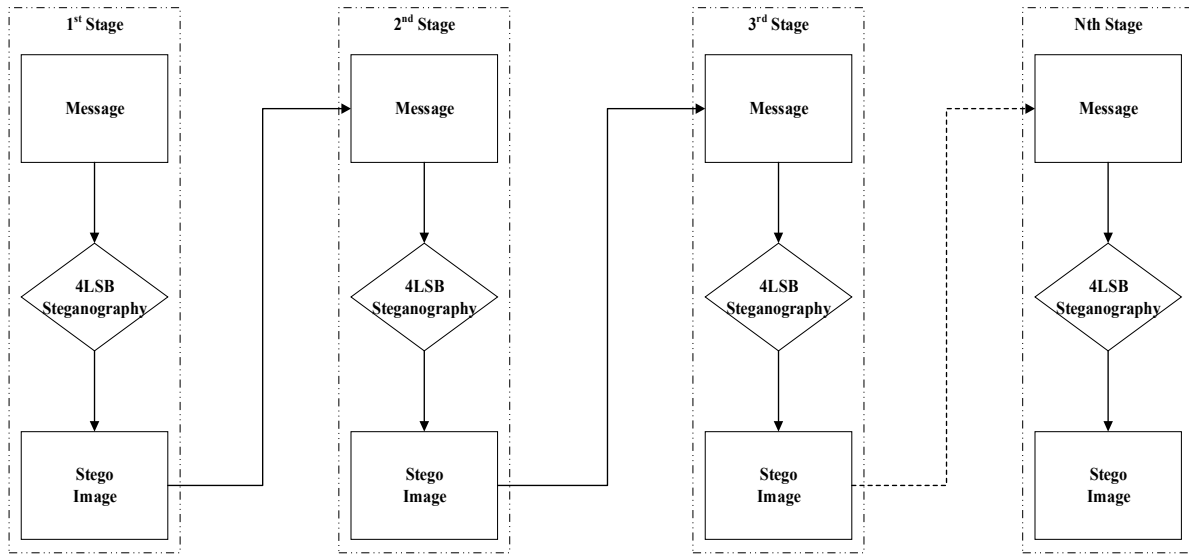 1st Stage
Message
4LSB
Steganography
Stego
Image
2nd Stage
Message
4LSB
Steganography
Stego
Image
3rd Stage
Message
4LSB
Steganography
Stego
Image
Nth Stage
Message
4LSB
Steganography
Stego
Image